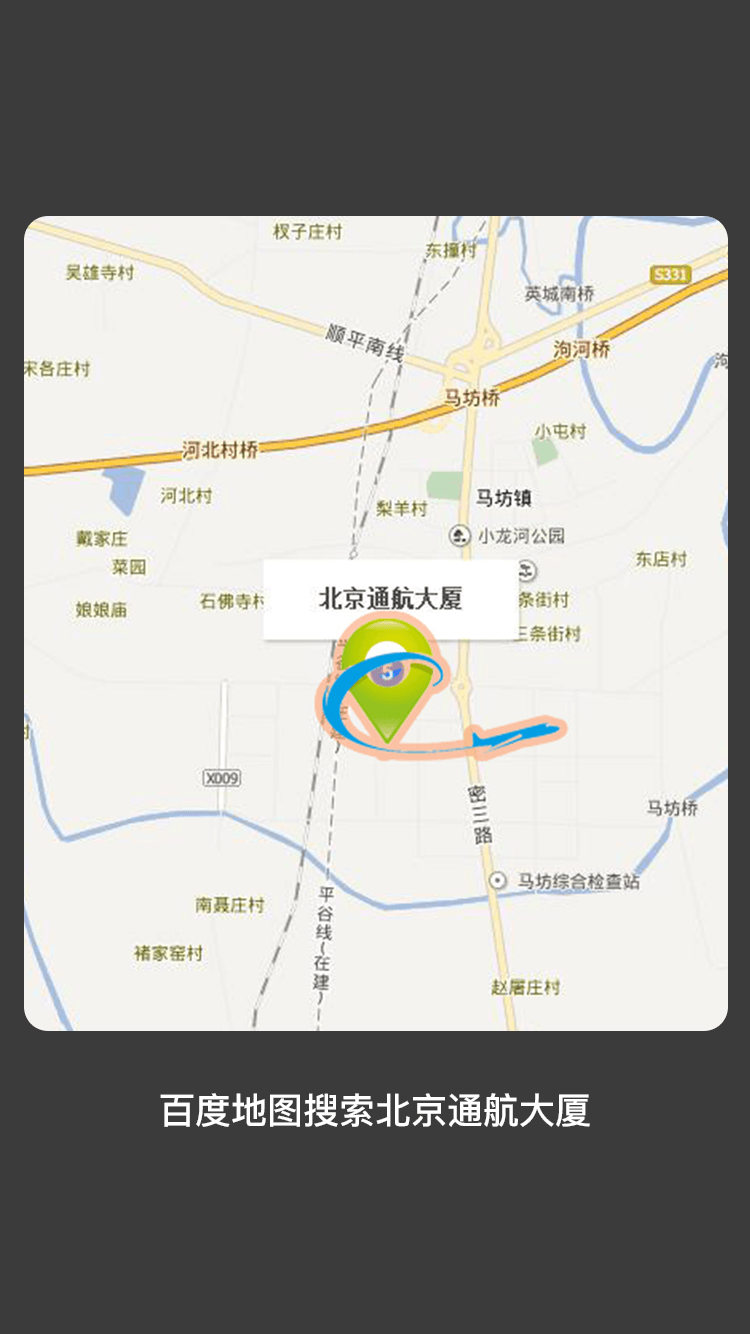 杈子庄村
东撞村
吴雄寺村
S331
英城南桥
顺平南线
洵河桥
宋各庄村
马坊桥
小屯村
河北村桥
河北村
马坊镇
梨羊村
戴家庄
小龙河公园
东店村
菜园
北京通航大厦
石佛寺村
条街村
娘娘庙
三条街村
5
X009
密三路
马坊桥
马坊综合检查站
南聂庄村
平谷线(在建)
褚家窑村
赵屠庄村
百度地图搜索北京通航大厦